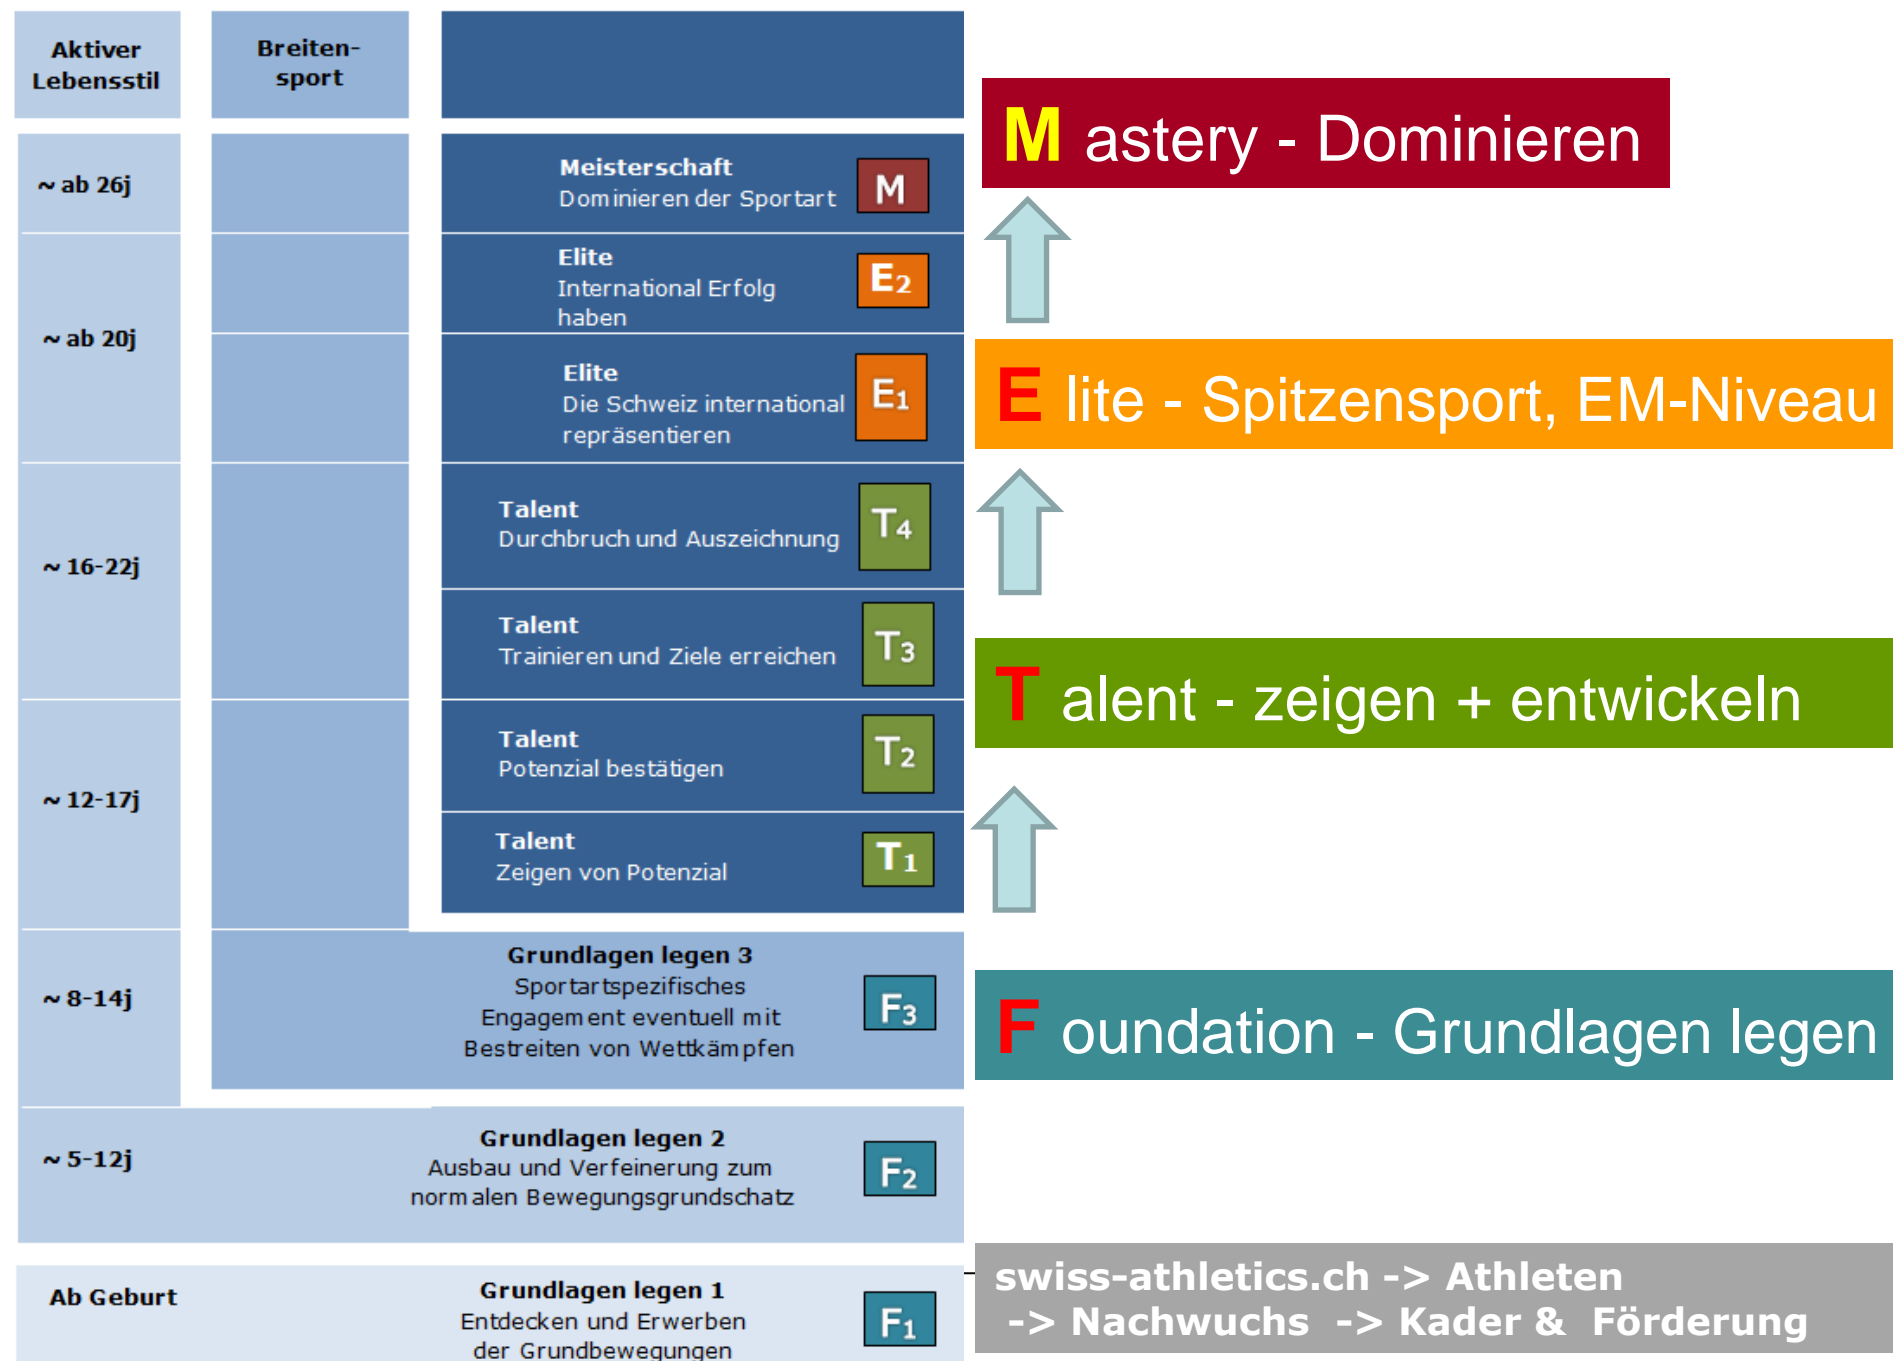 Aktiver
Lebensstil
Breiten-
sport
~ ab 26j
Meisterschaft
Dominieren der Sportart
M
~ ab 20j
Elite
International Erfolg
haben
E2
Elite
Die Schweiz international
repräsentieren
E1
~ 16-22j
Talent
Durchbruch und Auszeichnung
T4
Talent
Trainieren und Ziele erreichen
T3
~ 12-17j
Talent
Potenzial bestätigen
T2
Talent
Zeigen von Potenzial
T1
~ 8-14j
Grundlagen legen 3
Sportartspezifisches
Engagement eventuell mit
Bestreiten von Wettkämpfen
F3
~ 5-12j
Grundlagen legen 2
Ausbau und Verfeinerung zum
normalen Bewegungsgrundschatz
F2
Ab Geburt
Grundlagen legen 1
Entdecken und Erwerben
der Grundbewegungen
F1
M astery - Dominieren
E lite - Spitzensport, EM-Niveau
T alent - zeigen + entwickeln
F oundation - Grundlagen legen
swiss-athletics.ch -> Athleten
-> Nachwuchs -> Kader & Förderung